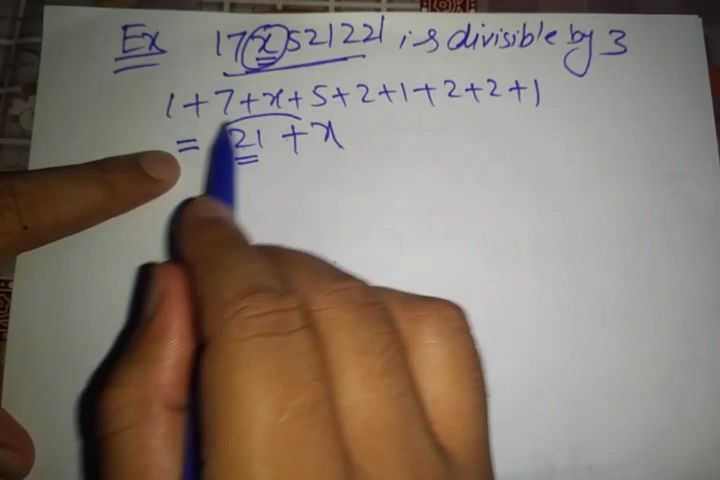 Ex 17x521221 is divisible by 3
1+7+x+5+2+1+2+2+1
= 21 + x